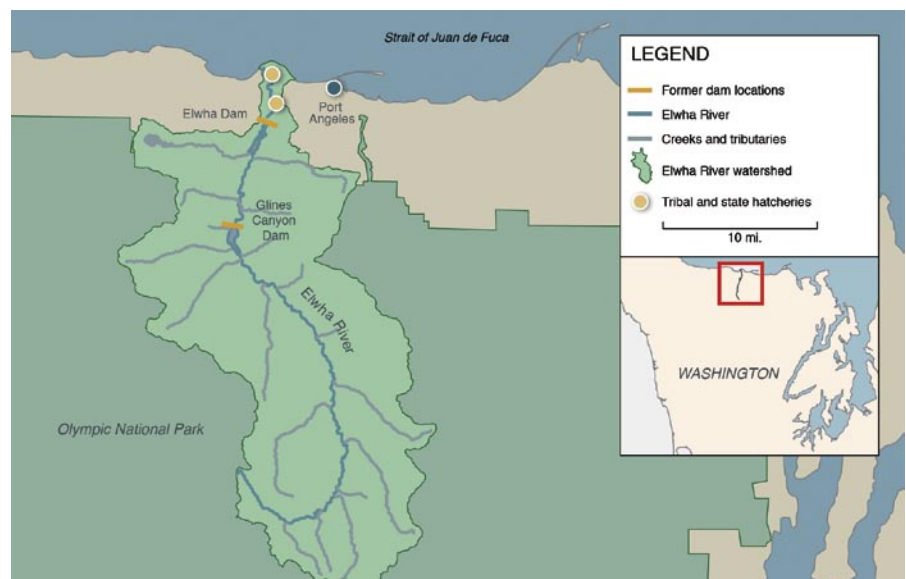 Strait of Juan de Fuca
Elwha Dam
Port
Angeles
Glines
Canyon
Dam
Elwha River
Olympic National Park
LEGEND
Former dam locations
Elwha River
Creeks and tributaries
Elwha River watershed
Tribal and state hatcheries
10 mi.
WASHINGTON